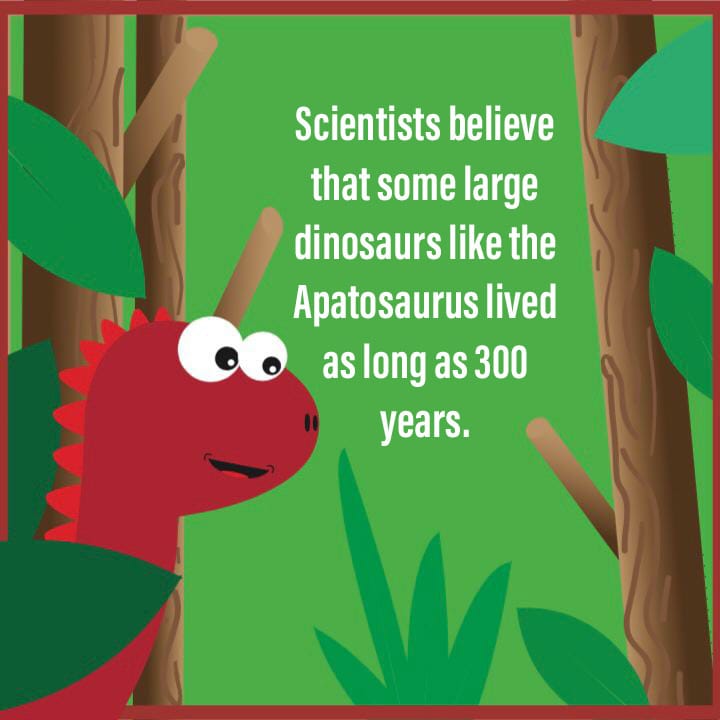 Scientists believe
that some large
dinosaurs like the
Apatosaurus lived
as long as 300
years.